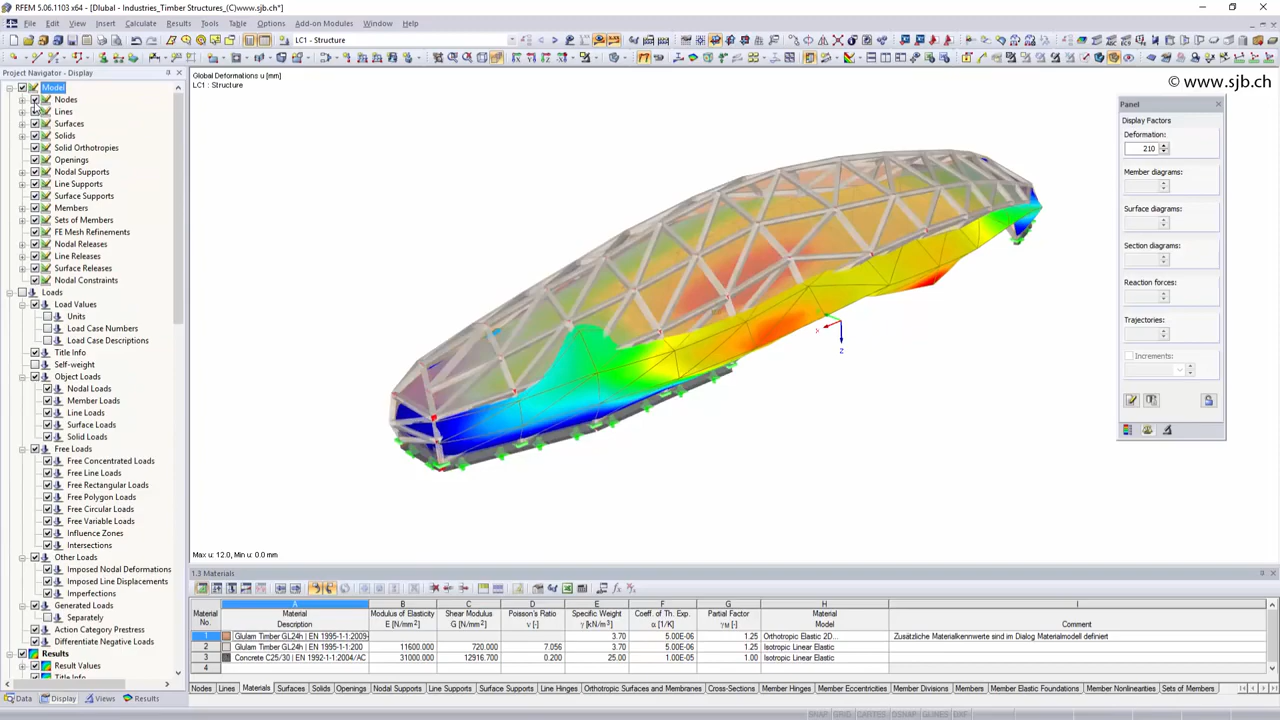 RFEM 5.06.1103 x64 - [Dlubal - Industries_Timber Structures_(C)www.sjb.ch*]
File Edit View Insert Calculate Results Tools Table Options Add-on Modules Window Help
LC1 - Structure
Project Navigator - Display
Model
Nodes
Lines
Surfaces
Solids
Solid Orthotropies
Openings
Nodal Supports
Line Supports
Surface Supports
Members
Sets of Members
FE Mesh Refinements
Nodal Releases
Line Releases
Surface Releases
Nodal Constraints
Loads
Load Values
Units
Load Case Numbers
Load Case Descriptions
Title Info
Self-weight
Object Loads
Nodal Loads
Member Loads
Line Loads
Surface Loads
Solid Loads
Free Loads
Free Concentrated Loads
Free Line Loads
Free Rectangular Loads
Free Polygon Loads
Free Circular Loads
Free Variable Loads
Influence Zones
Intersections
Other Loads
Imposed Nodal Deformations
Imposed Line Displacements
Imperfections
Generated Loads
Separately
Action Category Prestress
Differentiate Negative Loads
Results
Result Values
Title Info
Data Display Views Results
Global Deformations u [mm]
LC1 : Structure
© www.sjb.ch
x
z
Max u: 12.0, Min u: 0.0 mm
Panel
Display Factors
Deformation:
210
Member diagrams:
Surface diagrams:
Section diagrams:
Reaction forces:
Trajectories:
Increments:
1.3 Materials
A B C D E F G H I
Material No. Material Description Modulus of Elasticity E [N/mm²] Shear Modulus G [N/mm²] Poisson's Ratio ν [-] Specific Weight γ [kN/m³] Coeff. of Th. Exp. α [1/K] Partial Factor γM [-] Material Model Comment
1 Glulam Timber GL24h | EN 1995-1-1:2009- 3.70 5.00E-06 1.25 Orthotropic Elastic 2D... Zusätzliche Materialkennwerte sind im Dialog Materialmodell definiert
2 Glulam Timber GL24h | EN 1995-1-1:200 11600.000 720.000 7.056 3.70 5.00E-06 1.25 Isotropic Linear Elastic
3 Concrete C25/30 | EN 1992-1-1:2004/AC 31000.000 12916.700 0.200 25.00 1.00E-05 1.00 Isotropic Linear Elastic
4
Nodes Lines Materials Surfaces Solids Openings Nodal Supports Line Supports Surface Supports Line Hinges Orthotropic Surfaces and Membranes Cross-Sections Member Hinges Member Eccentricities Member Divisions Members Member Elastic Foundations Member Nonlinearities Sets of Members
SNAP GRID CARTES OSNAP GLINES DXF